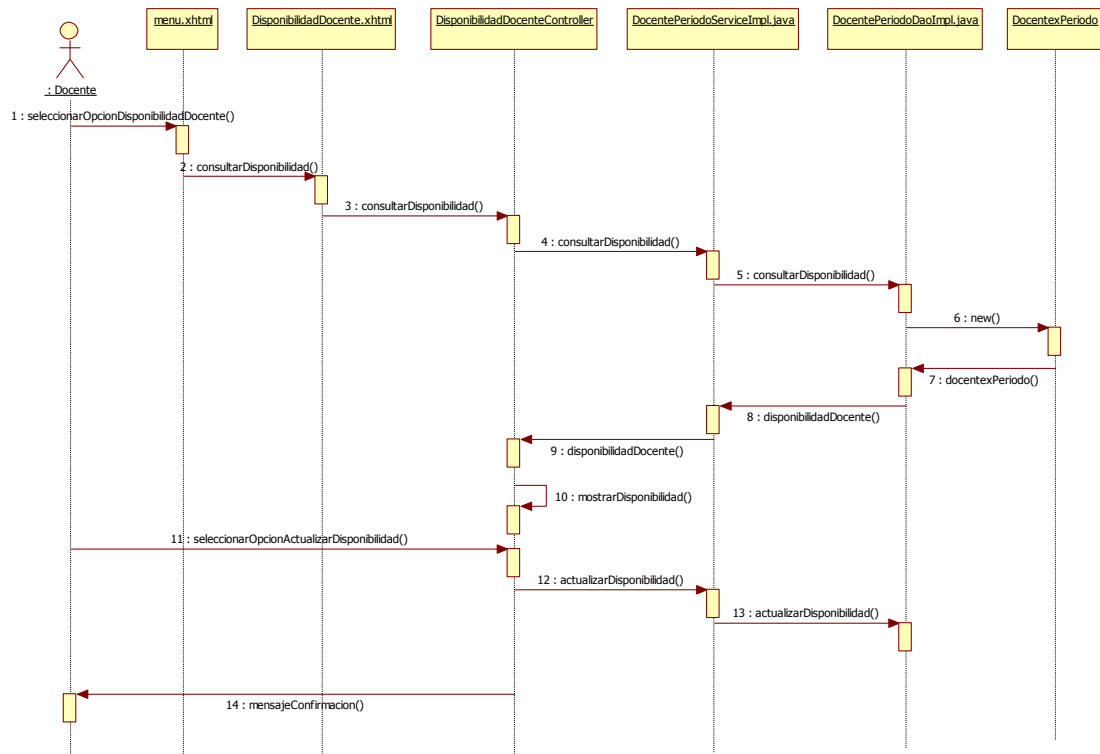 menu.xhtml
DisponibilidadDocente.xhtml
DisponibilidadDocenteController
DocentePeriodoServiceImpl.java
DocentePeriodoDaoImpl.java
DocentexPeriodo
: Docente
1 : seleccionarOpcionDisponibilidadDocente()
2 : consultarDisponibilidad()
3 : consultarDisponibilidad()
4 : consultarDisponibilidad()
5 : consultarDisponibilidad()
6 : new()
7 : docentexPeriodo()
8 : disponibilidadDocente()
9 : disponibilidadDocente()
10 : mostrarDisponibilidad()
11 : seleccionarOpcionActualizarDisponibilidad()
12 : actualizarDisponibilidad()
13 : actualizarDisponibilidad()
14 : mensajeConfirmacion()